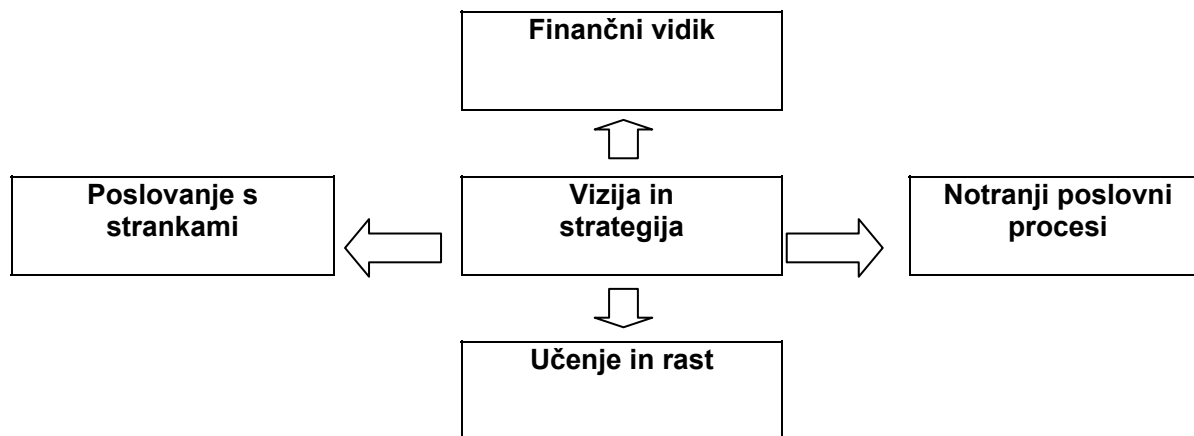 Finančni vidik
Poslovanje s
strankami
Vizija in
strategija
Notranji poslovni
procesi
Učenje in rast